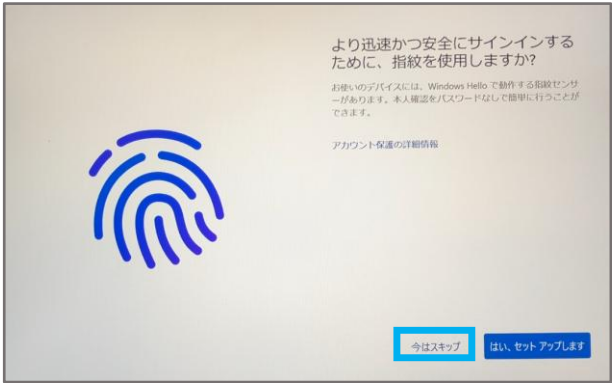 より迅速かつ安全にサインインする
ために、指紋を使用しますか?
お使いのデバイスには、Windows Hello で動作する指紋センサ
ーがあります。本人確認をパスワードなしで簡単に行うことが
できます。
アカウント保護の詳細情報
今はスキップ
はい、セット アップします